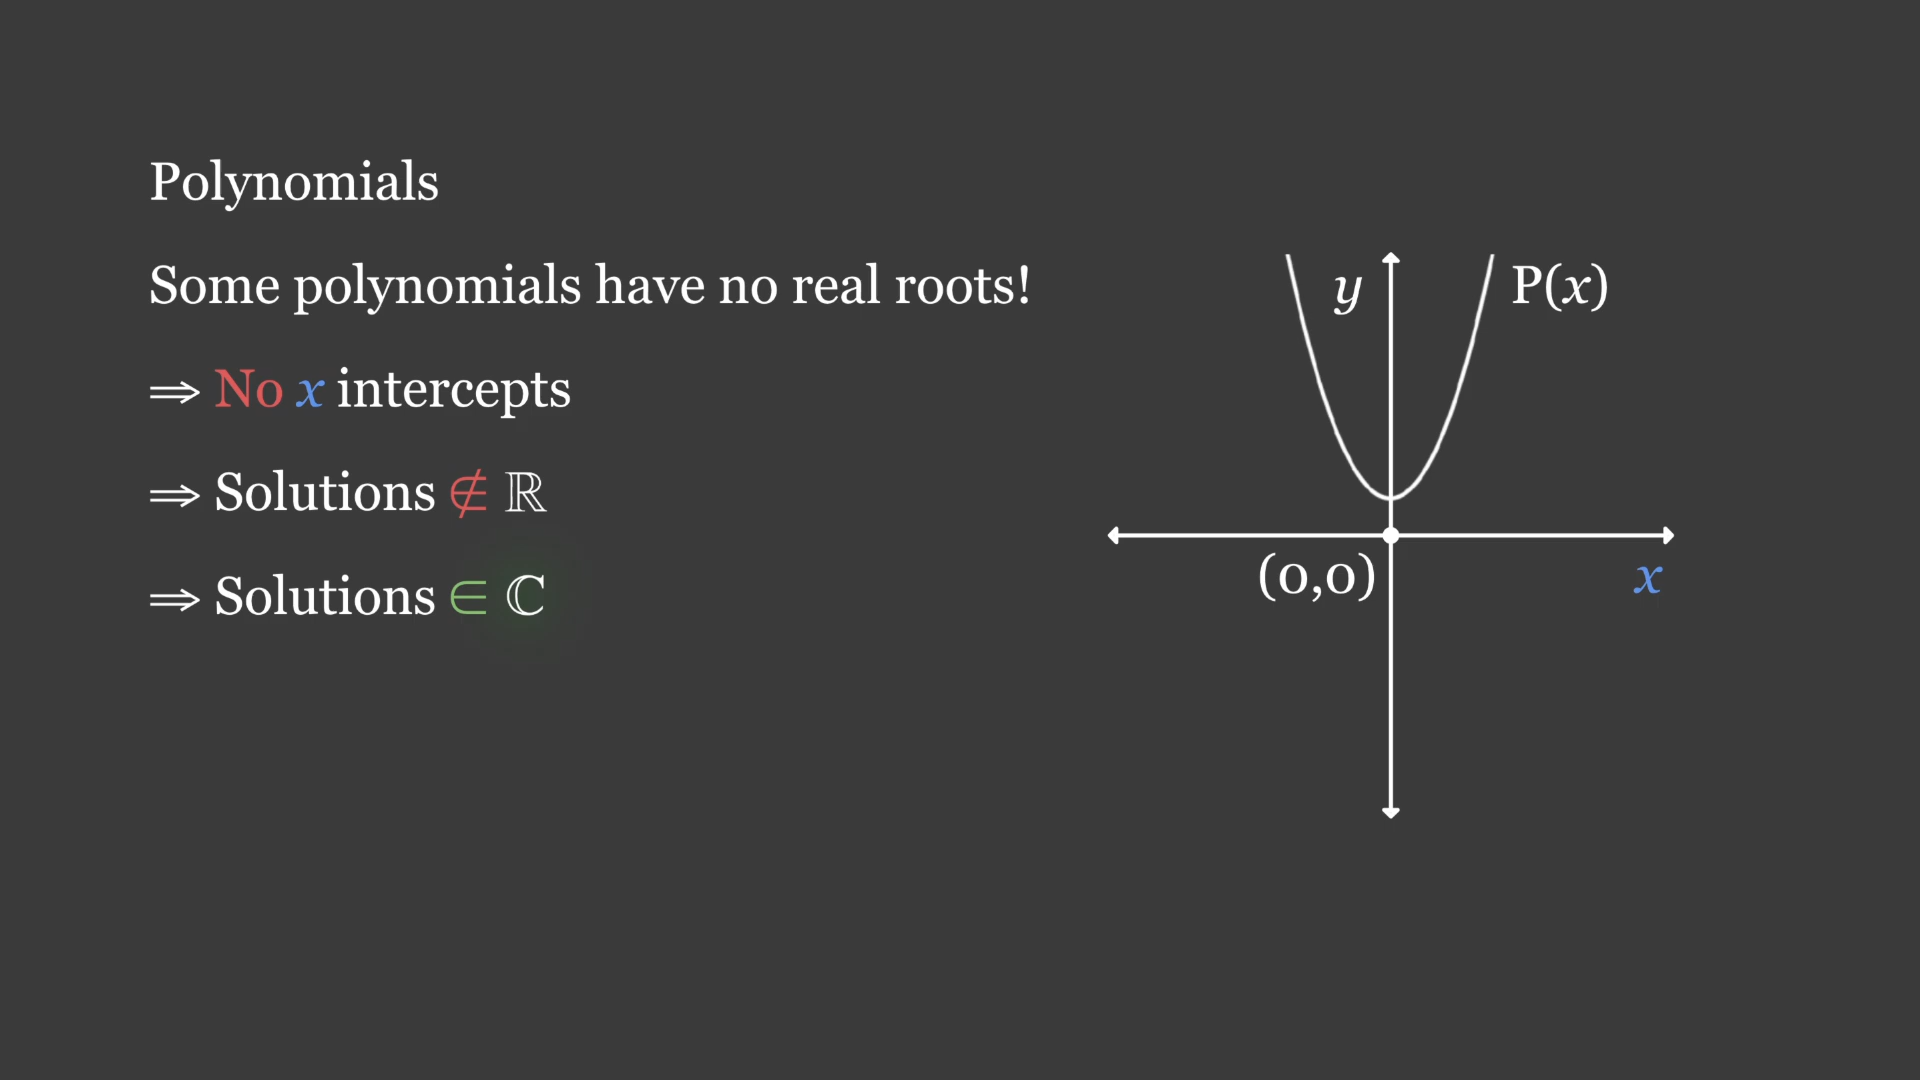 Polynomials
Some polynomials have no real roots!
⇒ No x intercepts
⇒ Solutions ∉ ℝ
⇒ Solutions ∈ ℂ
y
P(x)
(0,0)
x